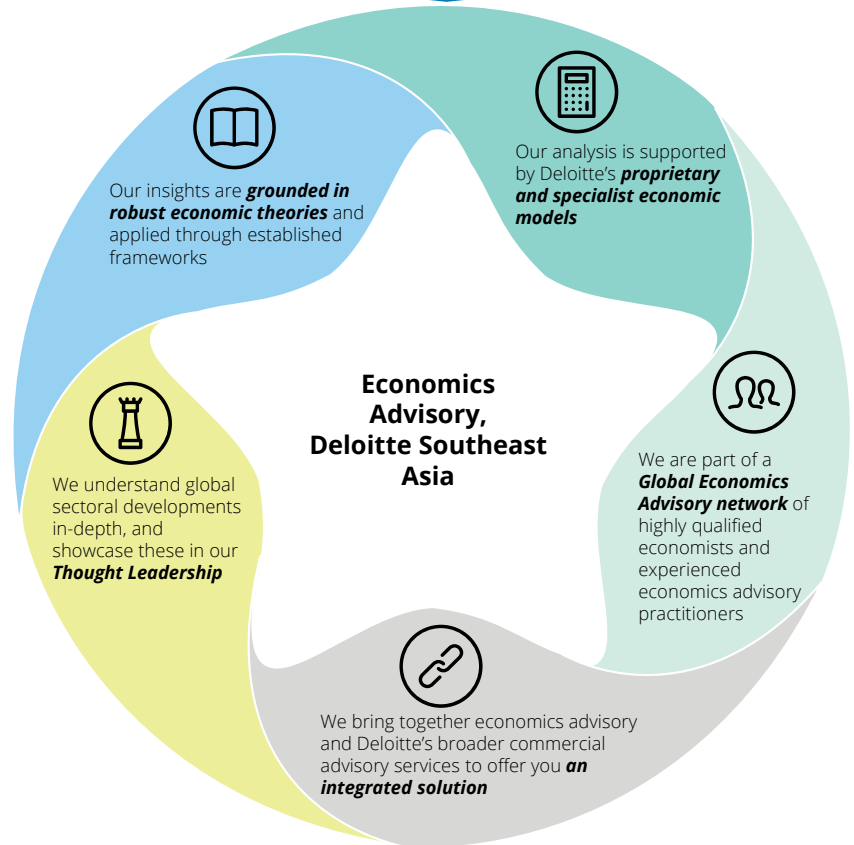 Our insights are grounded in
robust economic theories and
applied through established
frameworks
Our analysis is supported
by Deloitte's proprietary
and specialist economic
models
We are part of a
Global Economics
Advisory network of
highly qualified
economists and
experienced
economics advisory
practitioners
We bring together economics advisory
and Deloitte's broader commercial
advisory services to offer you an
integrated solution
We understand global
sectoral developments
in-depth, and
showcase these in our
Thought Leadership
Economics
Advisory,
Deloitte Southeast
Asia